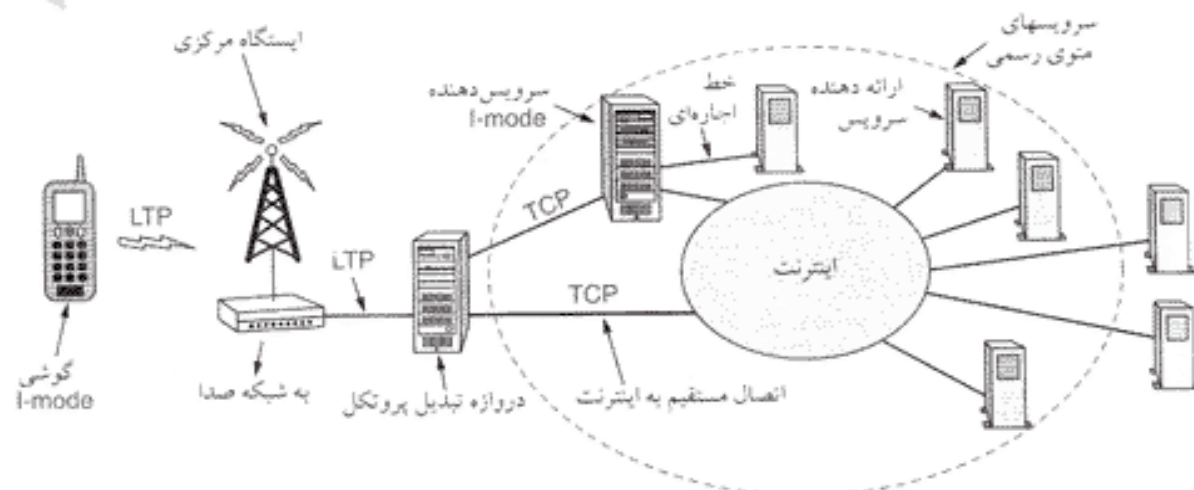 سرویسهای
منوی رسمی
ایستگاه مرکزی
سرویس‌دهنده
I-mode
خط
اجاره‌ای
ارائه دهنده
سرویس
LTP
TCP
LTP
اینترنت
TCP
گوشی
I-mode
به شبکه صدا
دروازه تبدیل پروتکل
اتصال مستقیم به اینترنت